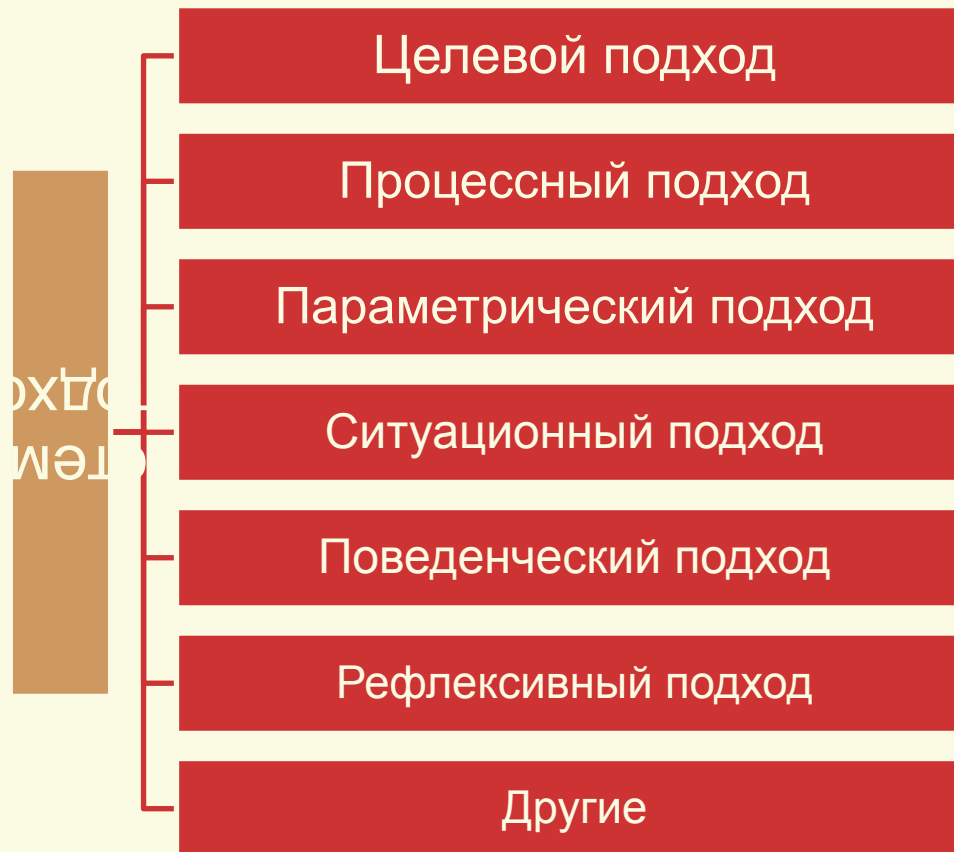 Целевой подход
Процессный подход
Параметрический подход
Ситуационный подход
Поведенческий подход
Рефлексивный подход
Другие